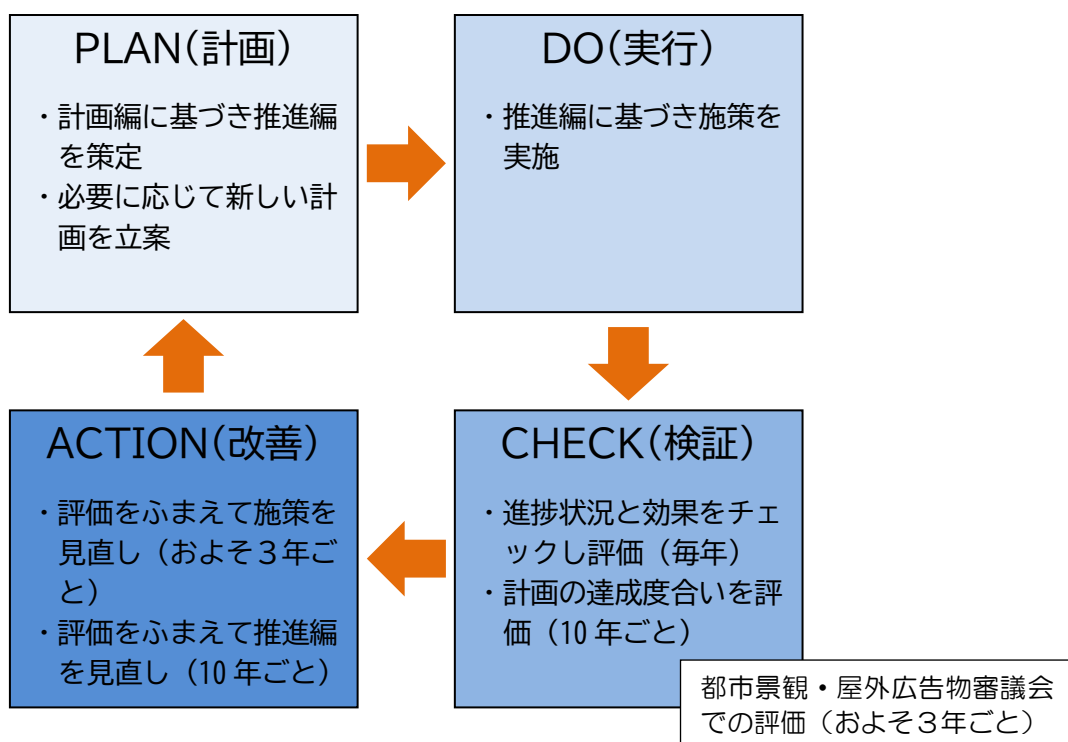 PLAN(計画)
・計画編に基づき推進編
を策定
・必要に応じて新しい計
画を立案
DO(実行)
・推進編に基づき施策を
実施
CHECK(検証)
・進捗状況と効果をチェ
ックし評価（毎年）
・計画の達成度合いを評
価（10年ごと）
都市景観・屋外広告物審議会
での評価（およそ３年ごと）
ACTION(改善)
・評価をふまえて施策を
見直し（およそ３年ご
と）
・評価をふまえて推進編
を見直し（10年ごと）